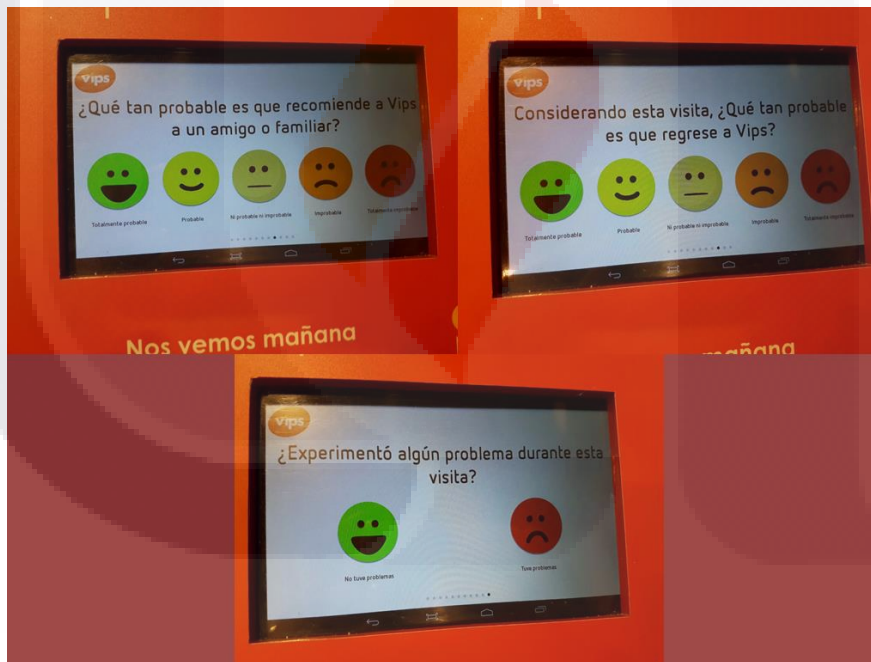 vips
¿Qué tan probable es que recomiende a Vips
a un amigo o familiar?
Totalmente probable
Probable
Ni probable ni improbable
Improbable
Totalmente improbable
Nos vemos mañana
vips
Considerando esta visita, ¿Qué tan probable
es que regrese a Vips?
Totalmente probable
Probable
Ni probable ni improbable
Improbable
Totalmente improbable
mañana
vips
¿Experimentó algún problema durante esta
visita?
No tuve problemas
Tuve problemas